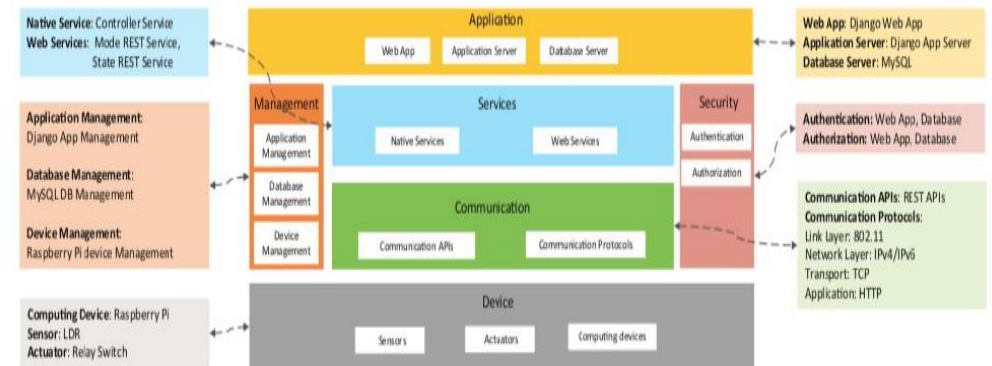 Native Service: Controller Service
Web Services: Mode REST Service,
State REST Service
Application Management:
Django App Management
Database Management:
MySQL DB Management
Device Management:
Raspberry Pi device Management
Computing Device: Raspberry Pi
Sensor: LDR
Actuator: Relay Switch
Application
Web App
Application Server
Database Server
Management
Application
Management
Database
Management
Device
Management
Services
Native Services
Web Services
Communication
Communication APIs
Communication Protocols
Security
Authentication
Authorization
Device
Sensors
Actuators
Computing devices
Web App: Django Web App
Application Server: Django App Server
Database Server: MySQL
Authentication: Web App, Database
Authorization: Web App, Database
Communication APIs: REST APIs
Communication Protocols:
Link Layer: 802.11
Network Layer: IPv4/IPv6
Transport: TCP
Application: HTTP